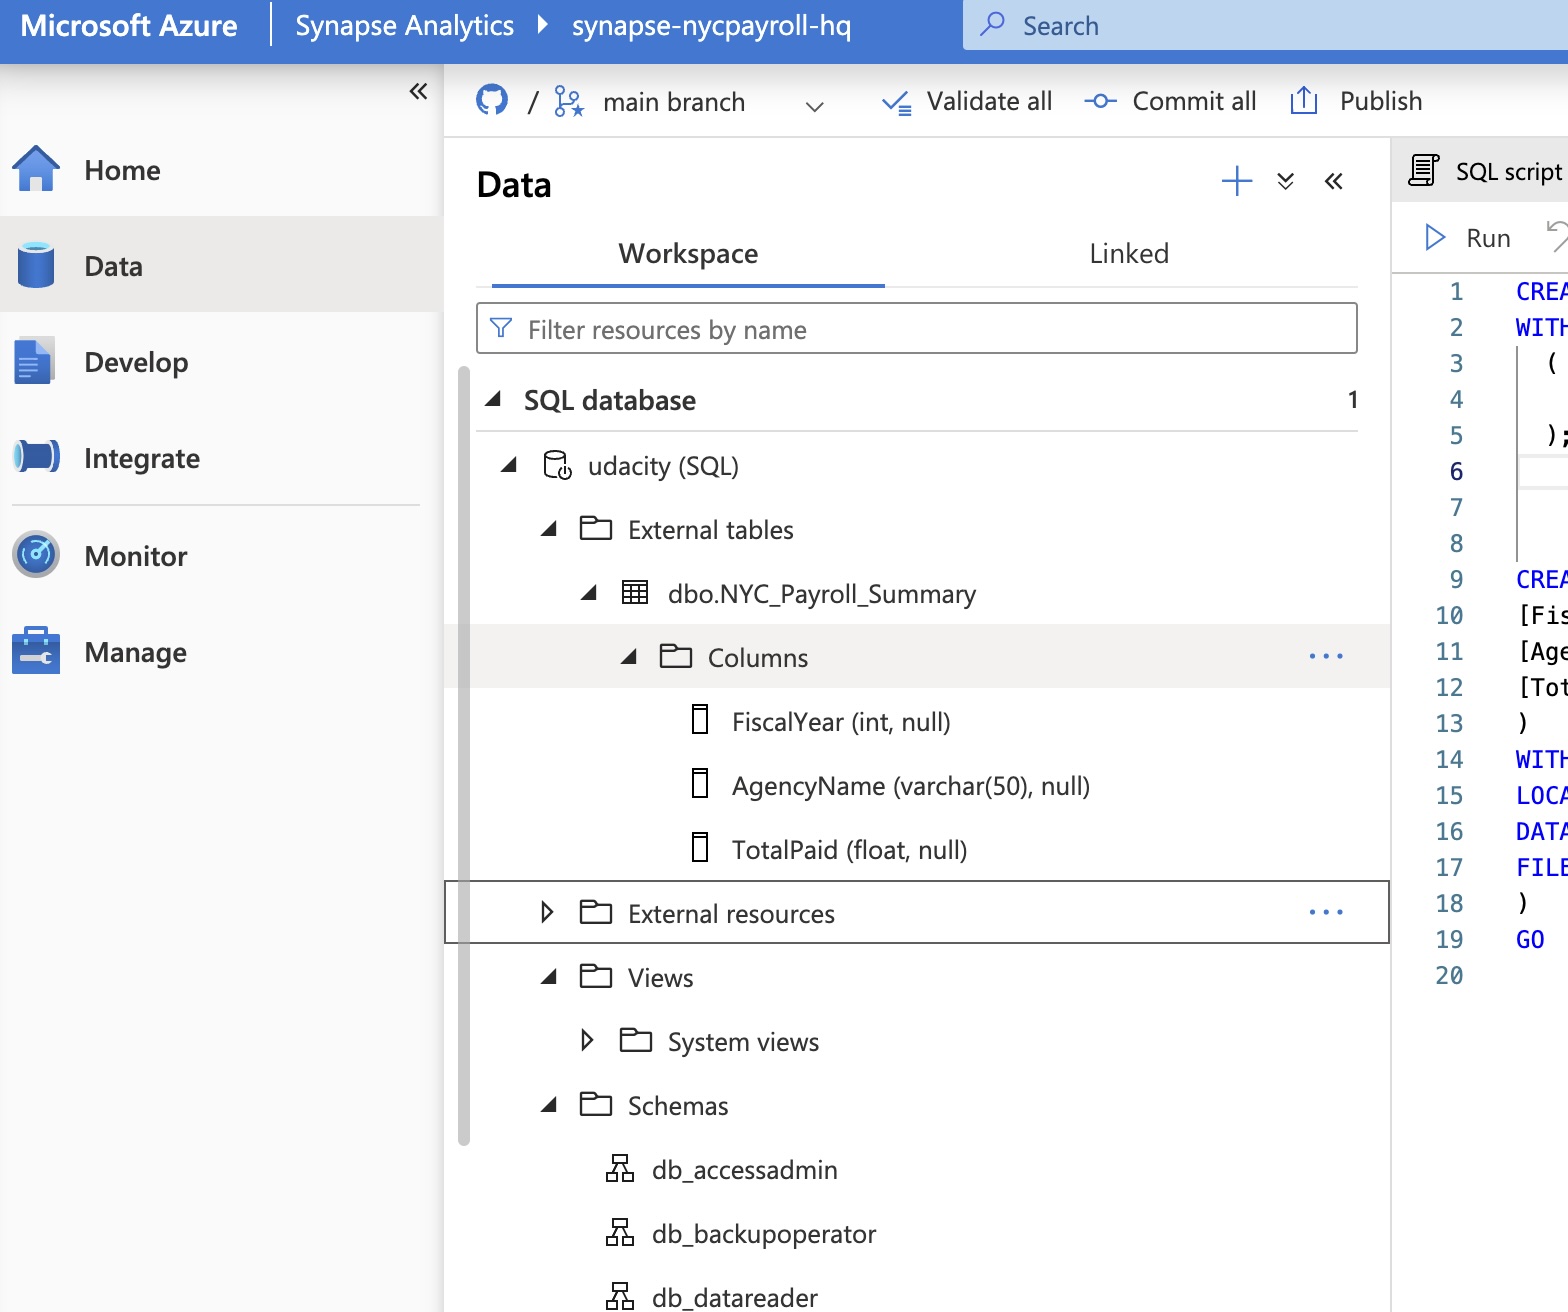 Microsoft Azure Synapse Analytics synapse-nycpayroll-hq Search
Home
Data
Develop
Integrate
Monitor
Manage
/ main branch Validate all Commit all Publish
Data
Workspace Linked
Filter resources by name
SQL database 1
udacity (SQL)
External tables
dbo.NYC_Payroll_Summary
Columns
FiscalYear (int, null)
AgencyName (varchar(50), null)
TotalPaid (float, null)
External resources
Views
System views
Schemas
db_accessadmin
db_backupoperator
db_datareader
SQL script
Run
1 CREA
2 WITH
3 (
4
5 );
6
7
8
9 CREA
10 [Fis
11 [Age
12 [Tot
13 )
14 WITH
15 LOCA
16 DATA
17 FILE
18 )
19 GO
20